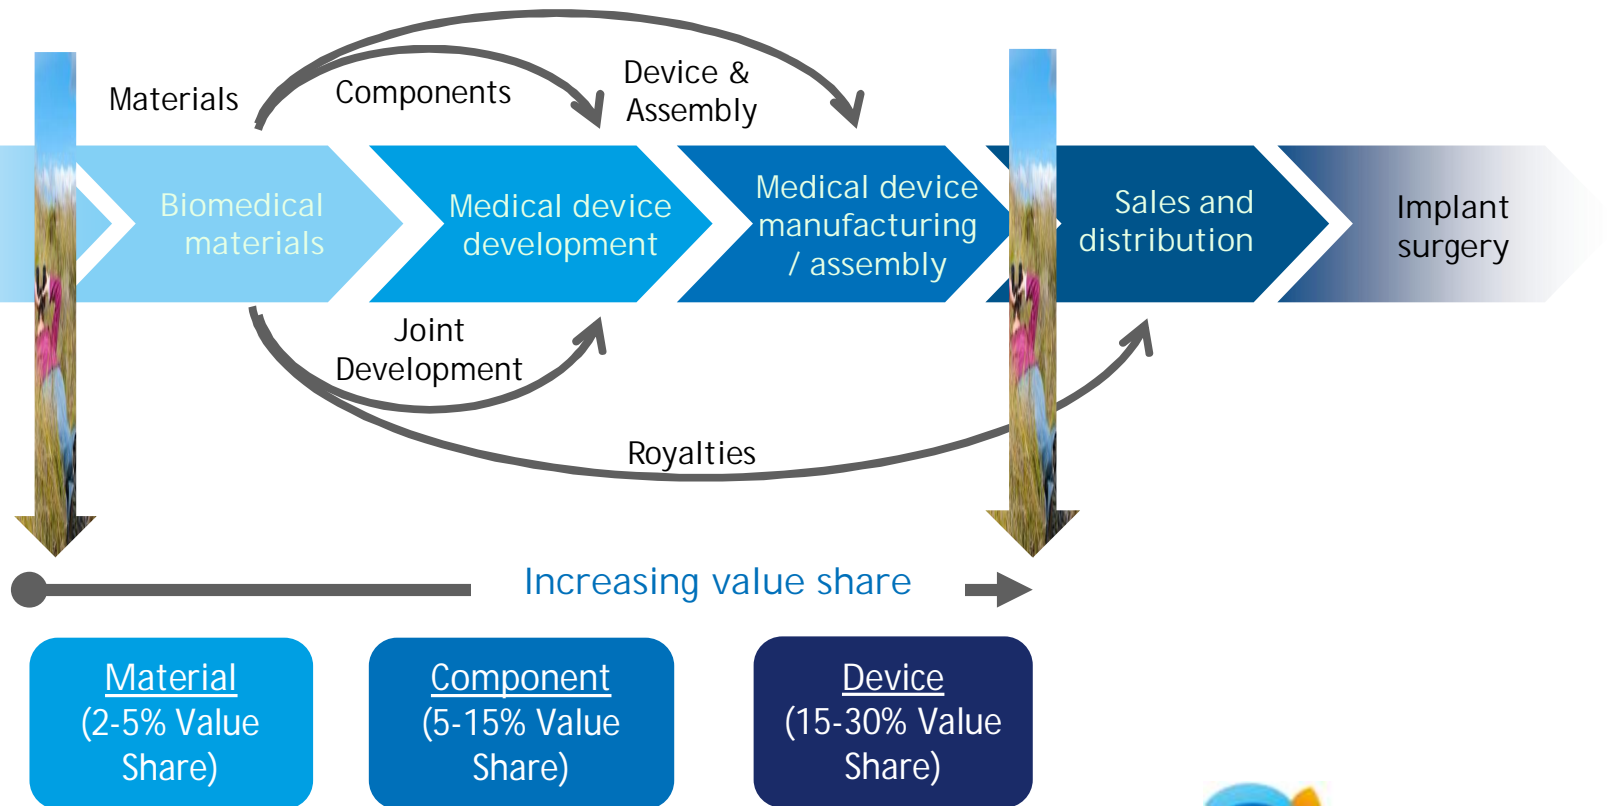 Materials
Components
Device &
Assembly
Biomedical
materials
Medical device
development
Medical device
manufacturing
/ assembly
Sales and
distribution
Implant
surgery
Joint
Development
Royalties
Increasing value share
Material
(2-5% Value
Share)
Component
(5-15% Value
Share)
Device
(15-30% Value
Share)